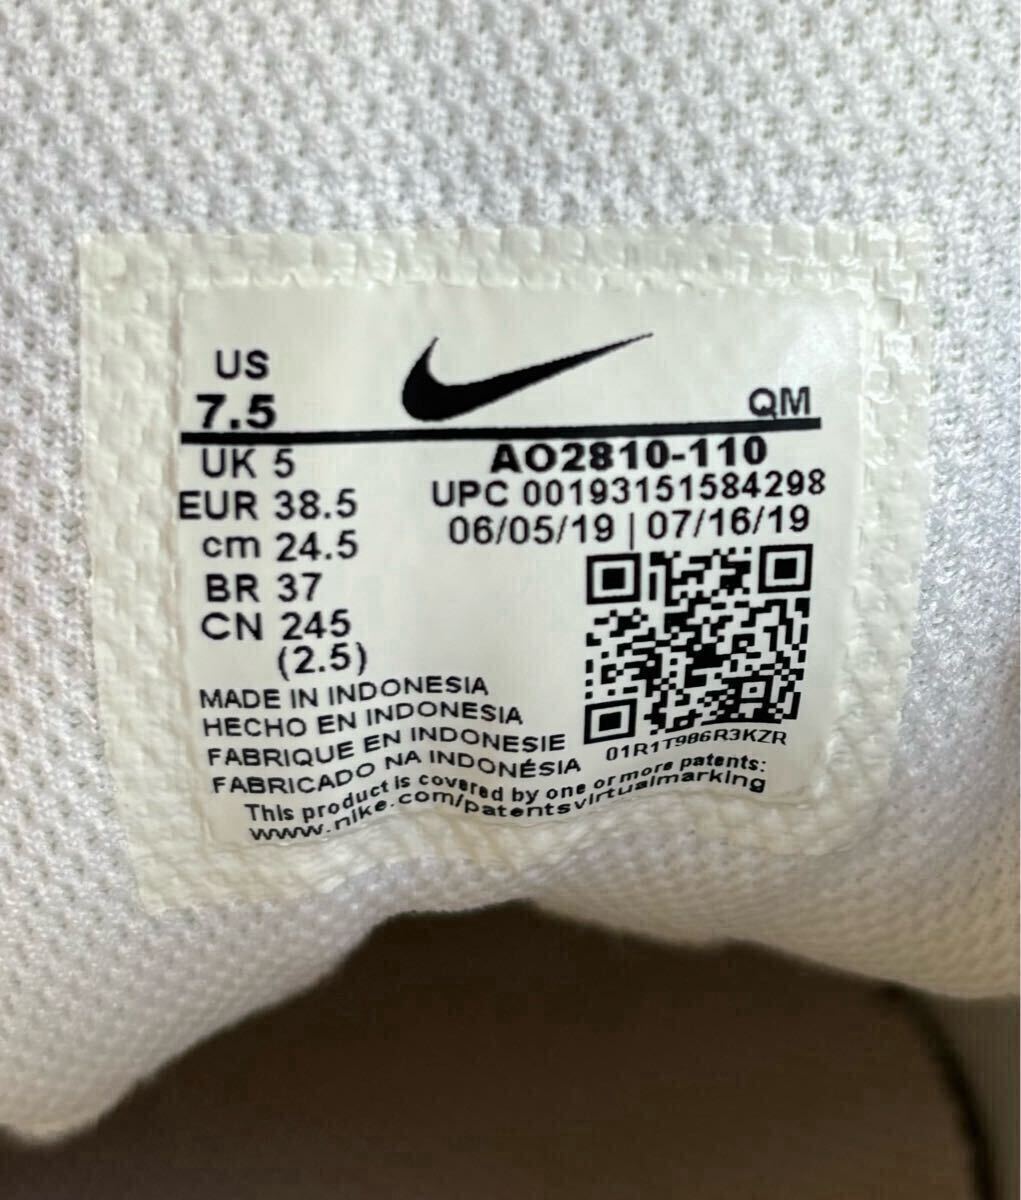 US
7.5
QM
UK 5
EUR 38.5
cm 24.5
BR 37
CN 245
(2.5)
AO2810-110
UPC 00193151584298
06/05/19 | 07/16/19
01R1T986R3KZR
MADE IN INDONESIA
HECHO EN INDONESIA
FABRIQUE EN INDONESIE
FABRICADO NA INDONÉSIA
This product is covered by one or more patents:
www.nike.com/patentsvirtualmarking